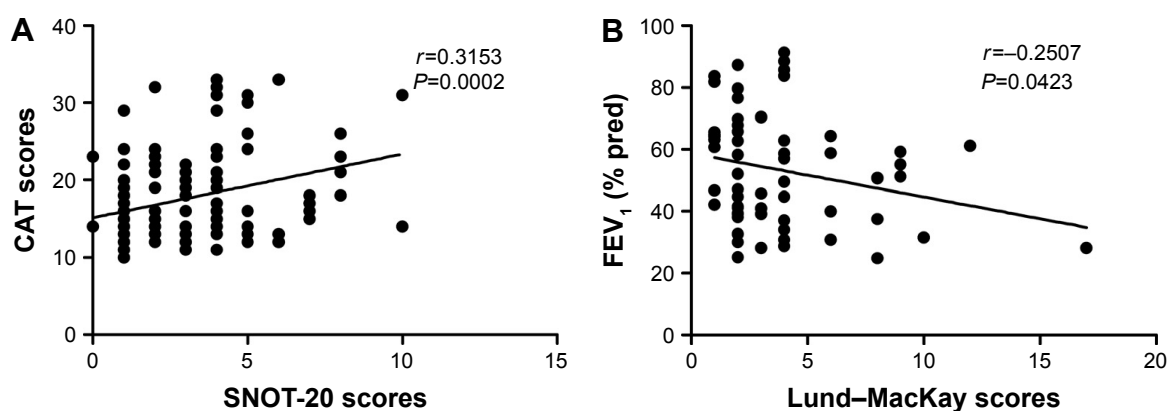 A
CAT scores
40
30
20
10
0
r=0.3153
P=0.0002
0 5 10 15
SNOT-20 scores
B
FEV1 (% pred)
100
80
60
40
20
0
r=–0.2507
P=0.0423
0 5 10 15 20
Lund–MacKay scores